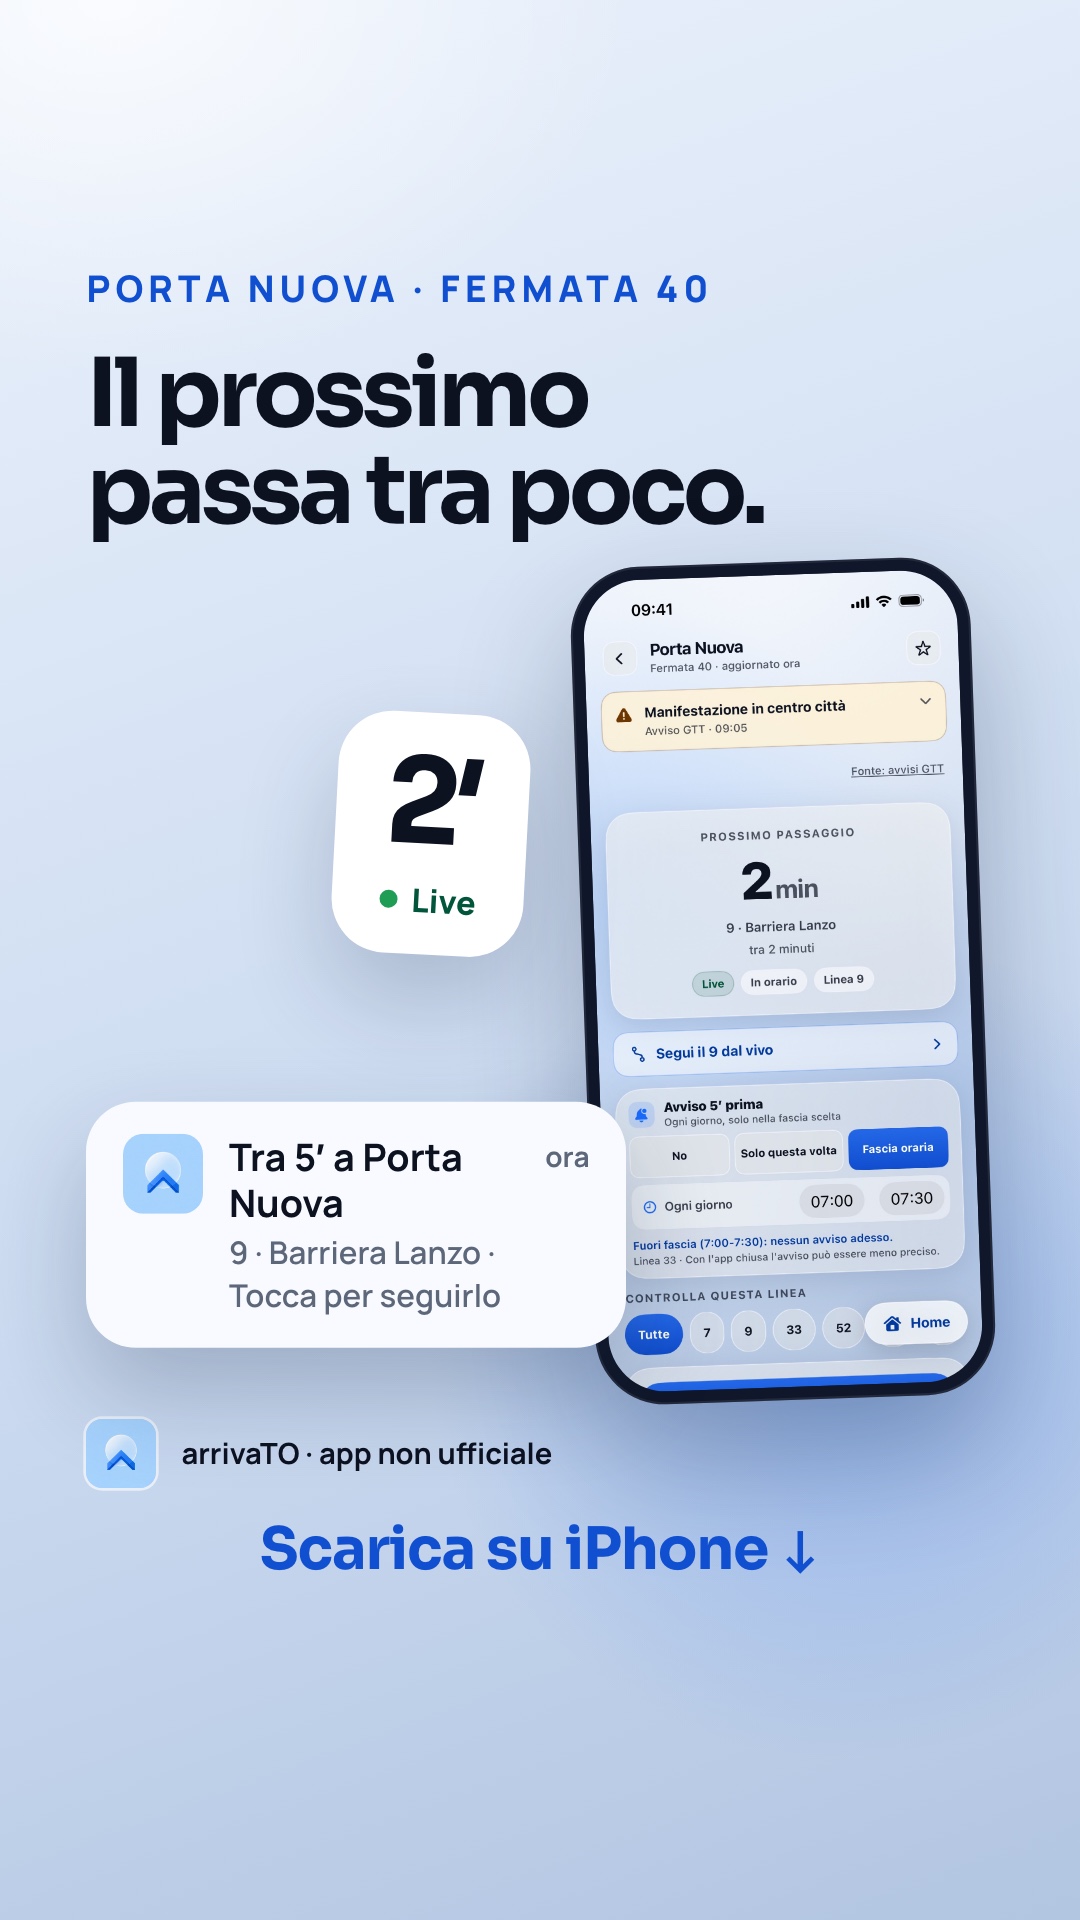 PORTA NUOVA · FERMATA 40
Il prossimo
passa tra poco.
09:41
Porta Nuova
Fermata 40 · aggiornato ora
Manifestazione in centro città
Avviso GTT · 09:05
Fonte: avvisi GTT
2′
Live
PROSSIMO PASSAGGIO
2 min
9 · Barriera Lanzo
tra 2 minuti
Live In orario Linea 9
Segui il 9 dal vivo
Avviso 5′ prima
Ogni giorno, solo nella fascia scelta
No Solo questa volta Fascia oraria
Ogni giorno 07:00 07:30
Fuori fascia (7:00-7:30): nessun avviso adesso.
Linea 33 · Con l'app chiusa l'avviso può essere meno preciso.
CONTROLLA QUESTA LINEA
Tutte 7 9 33 52 Home
Tra 5′ a Porta ora
Nuova
9 · Barriera Lanzo ·
Tocca per seguirlo
arrivaTO · app non ufficiale
Scarica su iPhone ↓